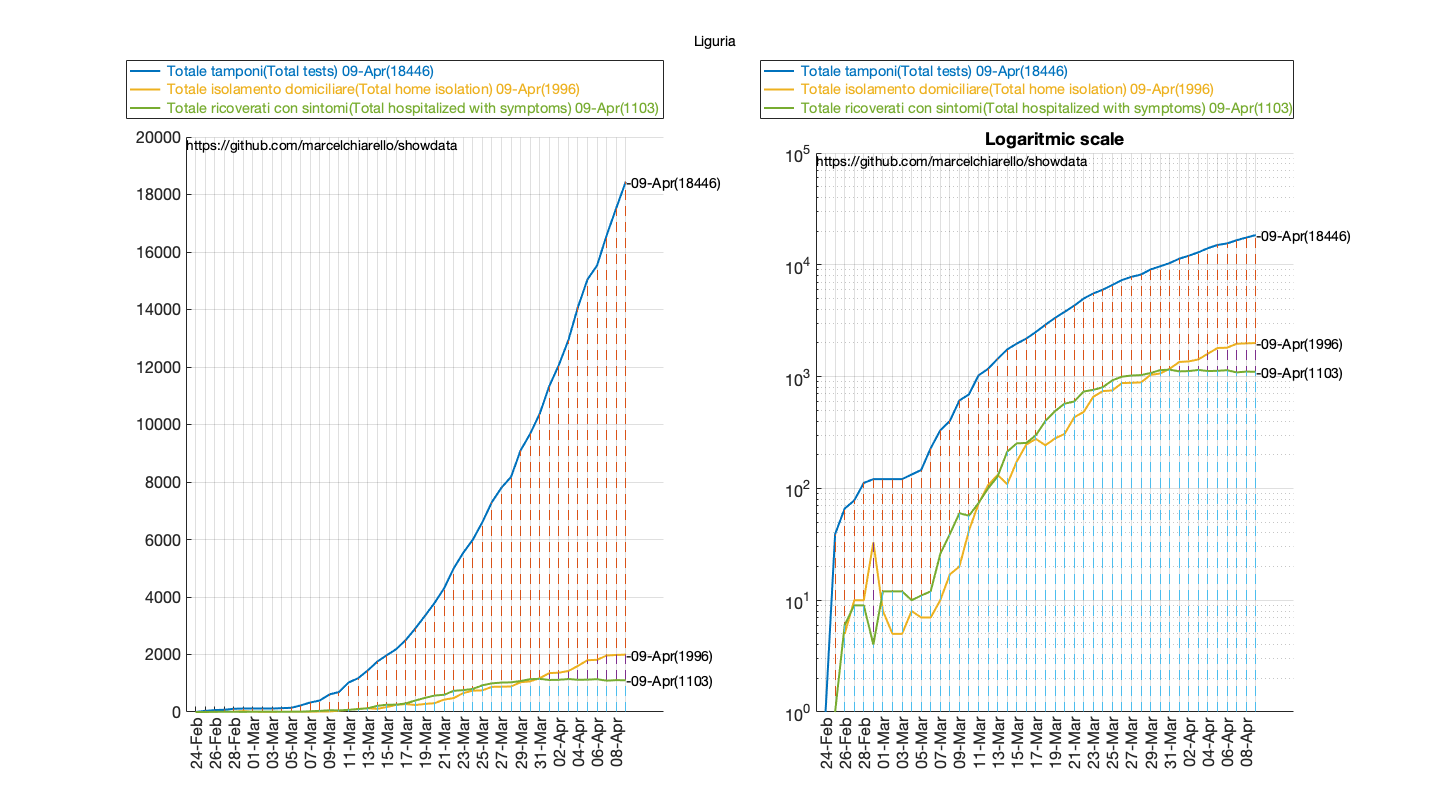 Liguria
Totale tamponi(Total tests) 09-Apr(18446)
Totale isolamento domiciliare(Total home isolation) 09-Apr(1996)
Totale ricoverati con sintomi(Total hospitalized with symptoms) 09-Apr(1103)
https://github.com/marcelchiarello/showdata
20000
18000
16000
14000
12000
10000
8000
6000
4000
2000
0
-09-Apr(18446)
-09-Apr(1996)
-09-Apr(1103)
24-Feb
26-Feb
28-Feb
01-Mar
03-Mar
05-Mar
07-Mar
09-Mar
11-Mar
13-Mar
15-Mar
17-Mar
19-Mar
21-Mar
23-Mar
25-Mar
27-Mar
29-Mar
31-Mar
02-Apr
04-Apr
06-Apr
08-Apr
Totale tamponi(Total tests) 09-Apr(18446)
Totale isolamento domiciliare(Total home isolation) 09-Apr(1996)
Totale ricoverati con sintomi(Total hospitalized with symptoms) 09-Apr(1103)
Logaritmic scale
https://github.com/marcelchiarello/showdata
10^5
10^4
10^3
10^2
10^1
10^0
-09-Apr(18446)
-09-Apr(1996)
-09-Apr(1103)
24-Feb
26-Feb
28-Feb
01-Mar
03-Mar
05-Mar
07-Mar
09-Mar
11-Mar
13-Mar
15-Mar
17-Mar
19-Mar
21-Mar
23-Mar
25-Mar
27-Mar
29-Mar
31-Mar
02-Apr
04-Apr
06-Apr
08-Apr